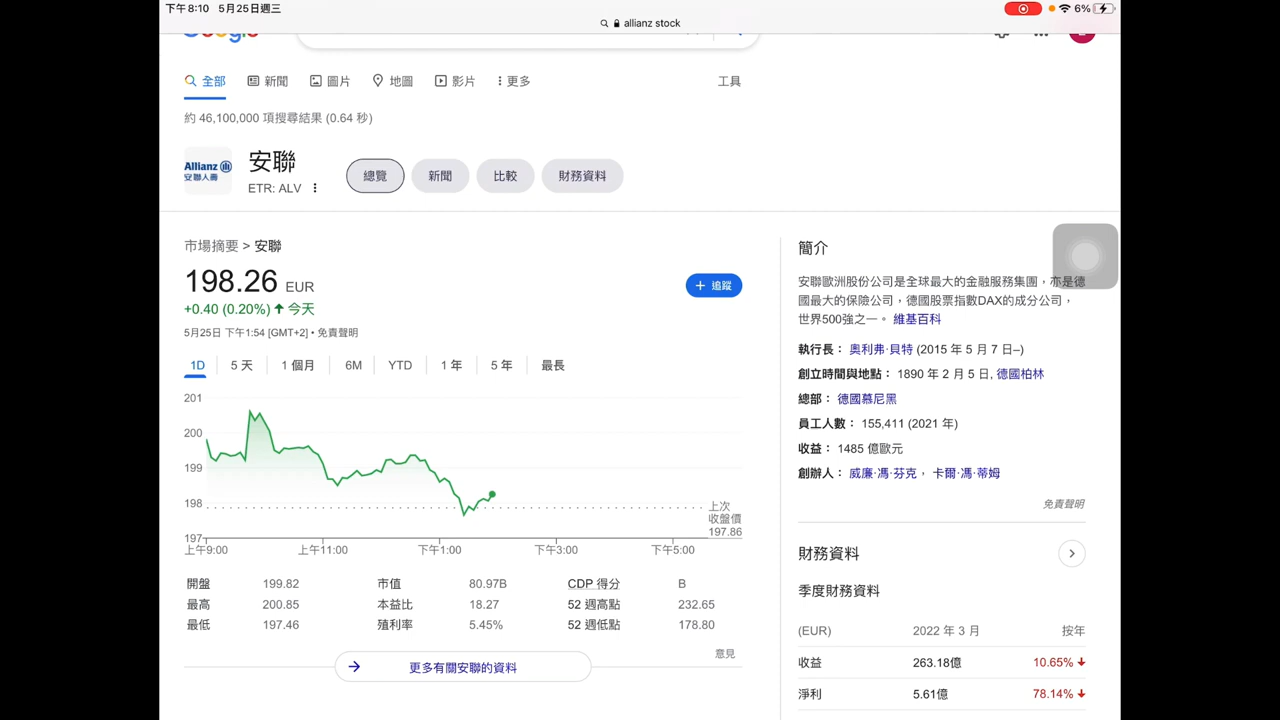 下午8:10 5月25日週三
6%
allianz stock
Google
全部 新聞 圖片 地圖 影片 更多 工具
約 46,100,000 項搜尋結果 (0.64 秒)
Allianz
安聯人壽
安聯
ETR: ALV
總覽 新聞 比較 財務資料
市場摘要 > 安聯
198.26 EUR
+ 追蹤
+0.40 (0.20%) 今天
5月25日 下午1:54 [GMT+2] • 免責聲明
1D 5 天 1 個月 6M YTD 1 年 5 年 最長
201
200
199
198
197
上次
收盤價
197.86
上午9:00 上午11:00 下午1:00 下午3:00 下午5:00
開盤 199.82 市值 80.97B CDP 得分 B
最高 200.85 本益比 18.27 52 週高點 232.65
最低 197.46 殖利率 5.45% 52 週低點 178.80
意見
更多有關安聯的資料
簡介
安聯歐洲股份公司是全球最大的金融服務集團，亦是德
國最大的保險公司，德國股票指數DAX的成分公司，
世界500強之一。 維基百科
執行長： 奧利弗·貝特 (2015 年 5 月 7 日–)
創立時間與地點： 1890 年 2 月 5 日, 德國柏林
總部： 德國慕尼黑
員工人數： 155,411 (2021 年)
收益： 1485 億歐元
創辦人： 威廉·馮·芬克， 卡爾·馮·蒂姆
免責聲明
財務資料
季度財務資料
(EUR) 2022 年 3 月 按年
收益 263.18億 10.65%
淨利 5.61億 78.14%